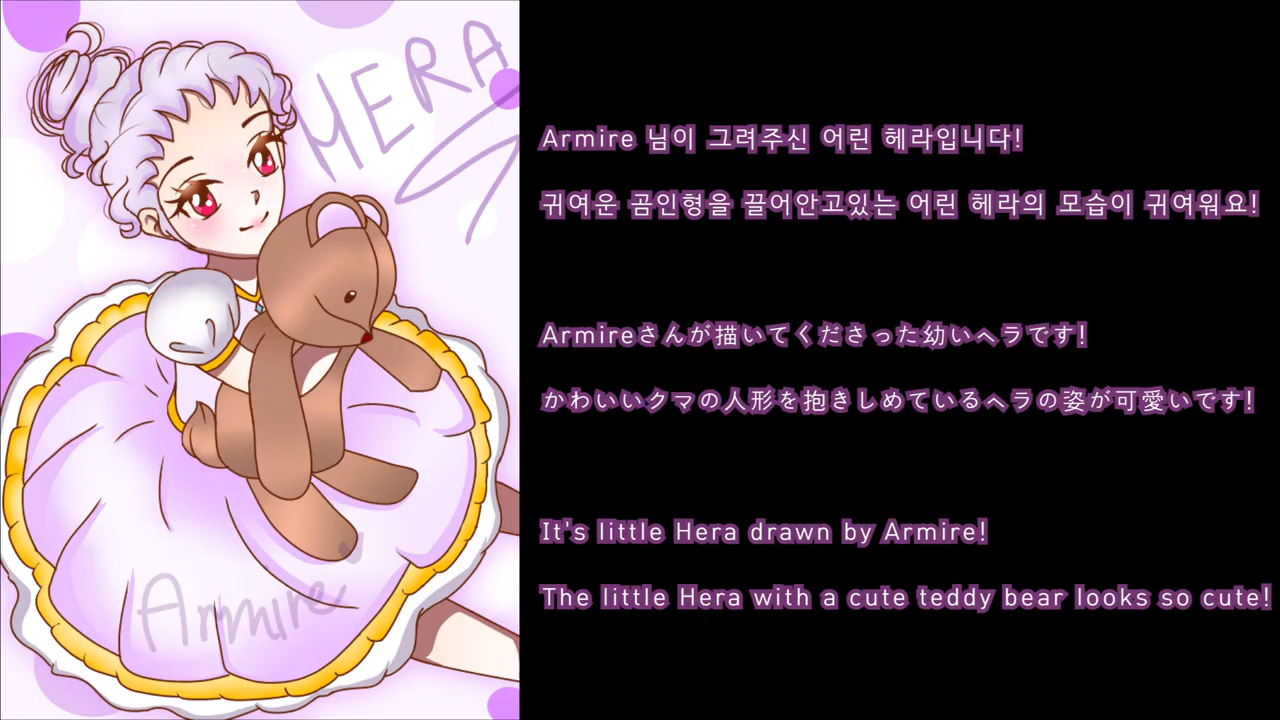 HERA
Armire
Armire 님이 그려주신 어린 헤라입니다!
귀여운 곰인형을 끌어안고있는 어린 헤라의 모습이 귀여워요!
Armireさんが描いてくださった幼いヘラです!
かわいいクマの人形を抱きしめているヘラの姿が可愛いです!
It's little Hera drawn by Armire!
The little Hera with a cute teddy bear looks so cute!